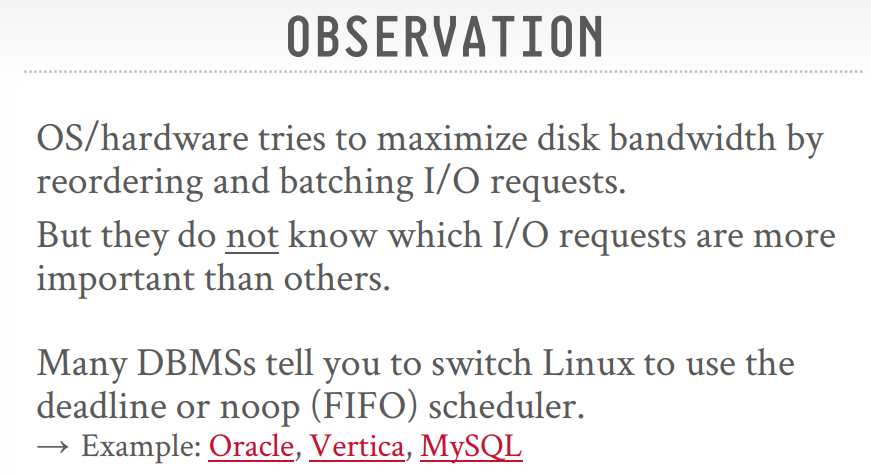 OBSERVATION
OS/hardware tries to maximize disk bandwidth by
reordering and batching I/O requests.
But they do not know which I/O requests are more
important than others.
Many DBMSs tell you to switch Linux to use the
deadline or noop (FIFO) scheduler.
→ Example: Oracle, Vertica, MySQL